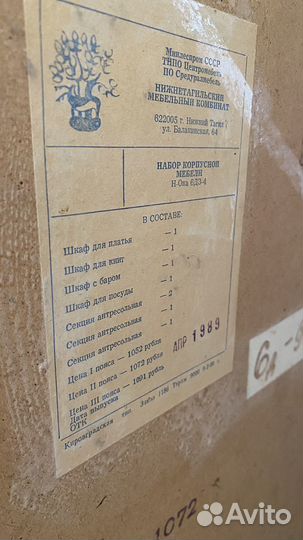 Минлеспром СССР
ТНПО Центромебель
ПО Средуралмебель
НИЖНЕТАГИЛЬСКИЙ
МЕБЕЛЬНЫЙ КОМБИНАТ
622005 г. Нижний Тагил
ул. Балакинская, 64
НАБОР КОРПУСНОЙ
МЕБЕЛИ
В СОСТАВЕ:
Шкаф для платья — 1
Шкаф для книг — 1
Шкаф с баром — 1
Шкаф для посуды — 1
Секция антресольная — 2
Секция антресольная — 1
Секция антресольная — 1
Цена I пояса — 1052 рубля
Цена II пояса — 1072 рубля
Цена III пояса — 1091 рубль
Дата выпуска АПР 1989
ОТК
Кировградская тип.
1072
Avito